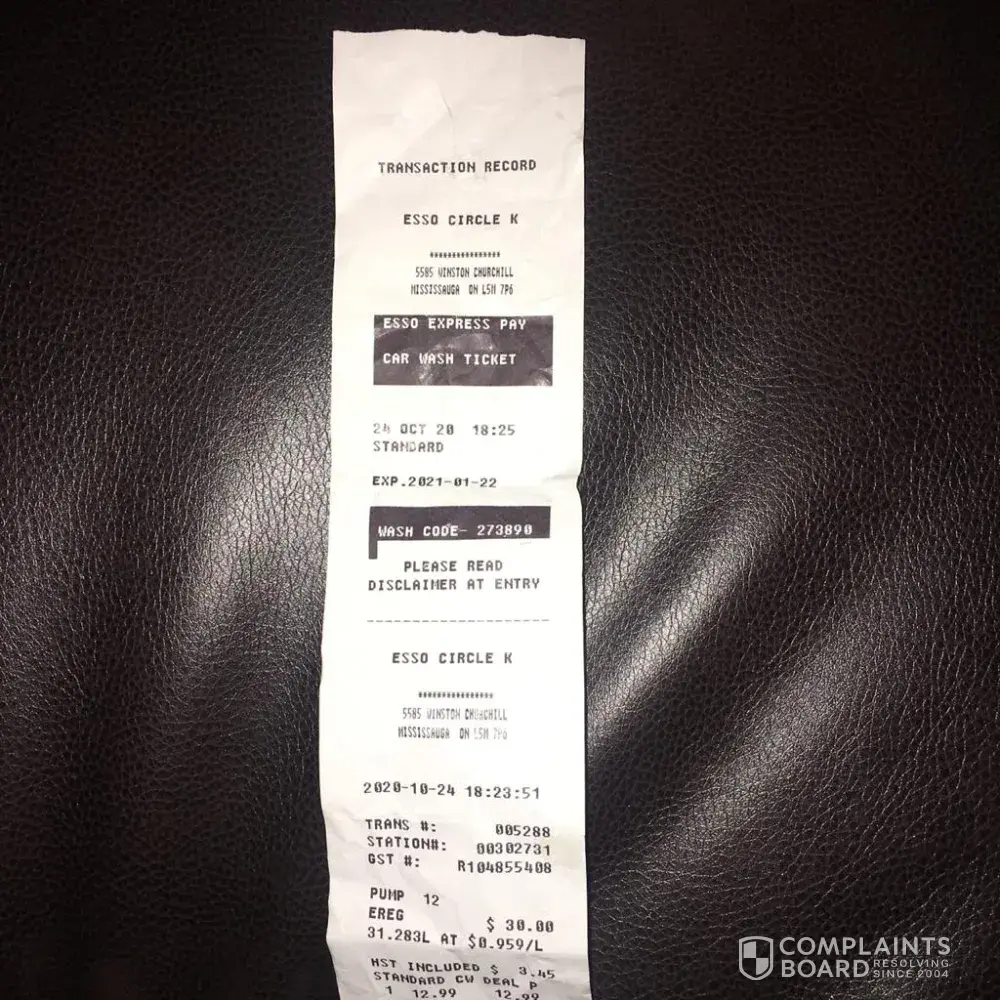 TRANSACTION RECORD
ESSO CIRCLE K
****************
5585 WINSTON CHURCHILL
MISSISSAUGA ON L5M 7P6
ESSO EXPRESS PAY
CAR WASH TICKET
24 OCT 20 18:25
STANDARD
EXP.2021-01-22
WASH CODE- 273890
PLEASE READ
DISCLAIMER AT ENTRY
--------------------
ESSO CIRCLE K
****************
5585 WINSTON CHURCHILL
MISSISSAUGA ON L5M 7P6
2020-10-24 18:23:51
TRANS #: 005288
STATION#: 00302731
GST #: R104855408
PUMP 12
EREG $ 30.00
31.283L AT $0.959/L
HST INCLUDED $ 3.45
STANDARD CW DEAL P
1 12.99 12.99
COMPLAINTS
BOARD RESOLVING
SINCE 2004